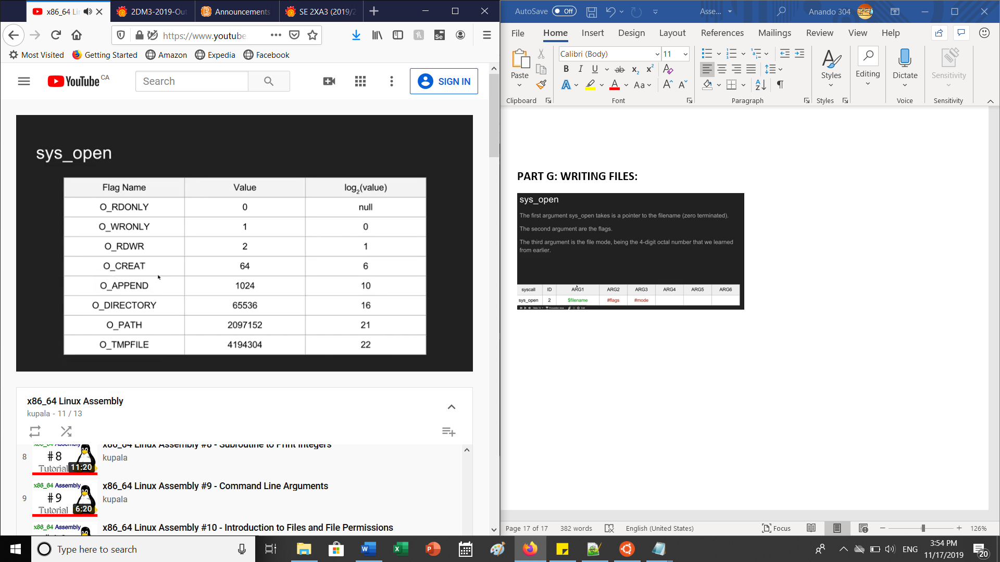 x86_64 Li
2DM3-2019-Out
Announcements
SE 2XA3 (2019/2
https://www.youtube
Most Visited
Getting Started
Amazon
Expedia
Facebook
YouTube CA
Search
SIGN IN
sys_open
Flag Name Value log2(value)
O_RDONLY 0 null
O_WRONLY 1 0
O_RDWR 2 1
O_CREAT 64 6
O_APPEND 1024 10
O_DIRECTORY 65536 16
O_PATH 2097152 21
O_TMPFILE 4194304 22
x86_64 Linux Assembly
kupala - 11 / 13
8
x86_64 Assembly
#8
Tutorial
11:20
x86_64 Linux Assembly #8 - Subroutine to Print Integers
kupala
9
x86_64 Assembly
#9
Tutorial
6:20
x86_64 Linux Assembly #9 - Command Line Arguments
kupala
x86_64 Assembly
x86_64 Linux Assembly #10 - Introduction to Files and File Permissions
AutoSave Off
Asse...
Anando 304
File Home Insert Design Layout References Mailings Review View Help
Paste
Clipboard
Calibri (Body) 11
B I U ab x2 x2
A A Aa A A
Font
Paragraph
Styles
Styles
Editing
Dictate
Voice
Sensitivity
Sensitivity
PART G: WRITING FILES:
sys_open
The first argument sys_open takes is a pointer to the filename (zero terminated).
The second argument are the flags.
The third argument is the file mode, being the 4-digit octal number that we learned
from earlier.
syscall ID ARG1 ARG2 ARG3 ARG4 ARG5 ARG6
sys_open 2 $filename #flags #mode
Page 17 of 17
382 words
English (United States)
Focus
126%
Type here to search
ENG
3:54 PM
11/17/2019
20